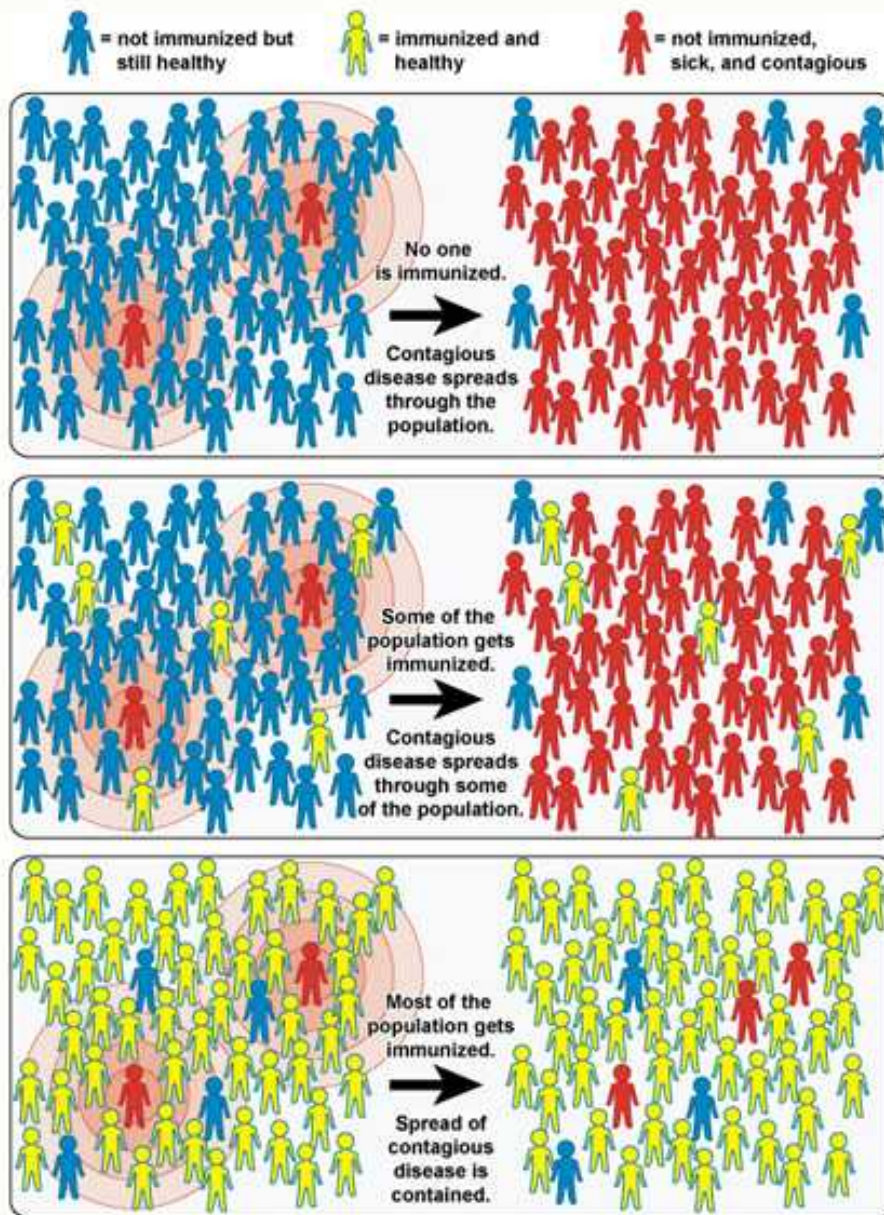 = not immunized but
still healthy
= immunized and
healthy
= not immunized,
sick, and contagious
No one
is immunized.
Contagious
disease spreads
through the
population.
Some of the
population gets
immunized.
Contagious
disease spreads
through some
of the population.
Most of the
population gets
immunized.
Spread of
contagious
disease is
contained.